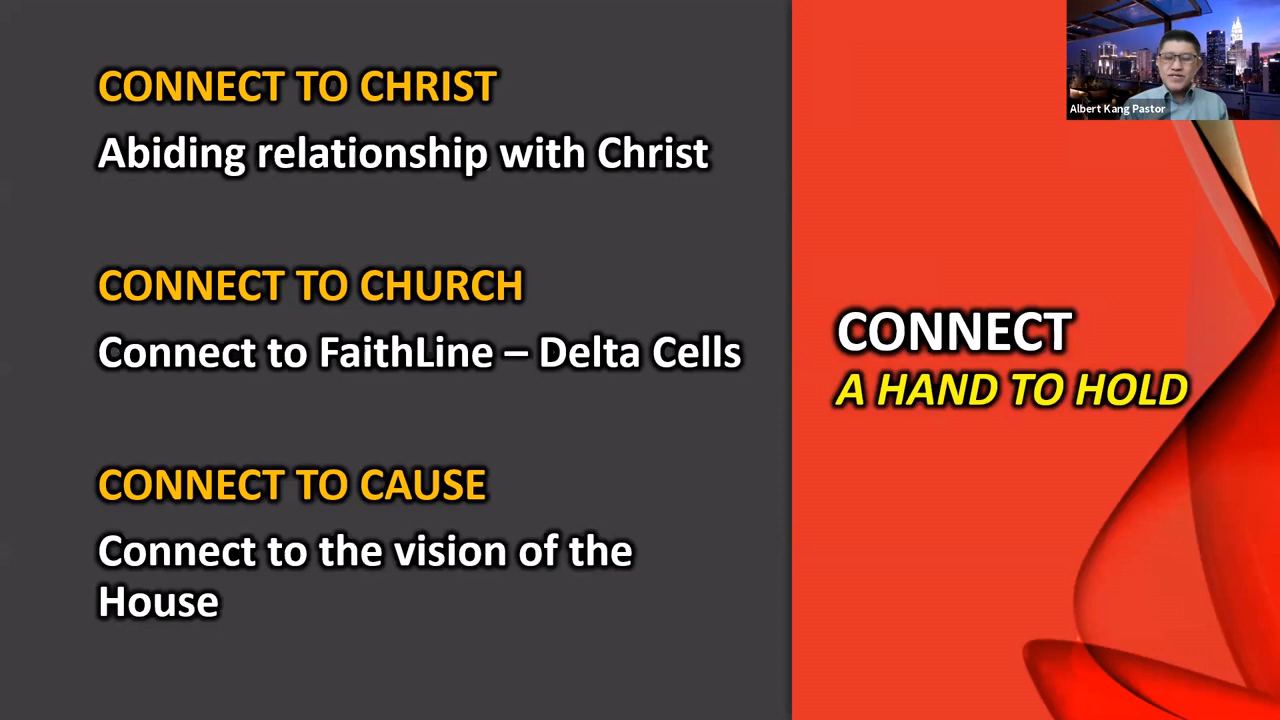 CONNECT TO CHRIST
Abiding relationship with Christ
CONNECT TO CHURCH
Connect to FaithLine – Delta Cells
CONNECT TO CAUSE
Connect to the vision of the
House
CONNECT
A HAND TO HOLD
Albert Kang Pastor